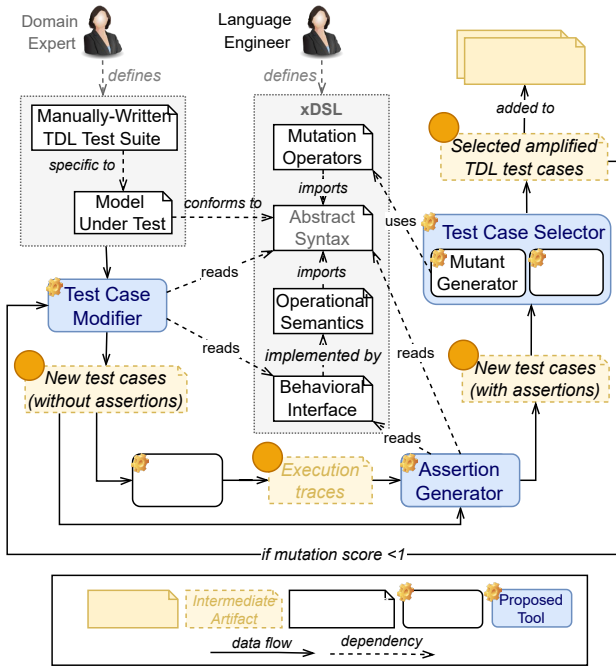 Domain
Expert
Language
Engineer
defines
defines
added to
xDSL
Manually-Written
TDL Test Suite
Mutation
Operators
Selected amplified
TDL test cases
specific to
imports
Model
Under Test
conforms to
Abstract
Syntax
uses
Test Case Selector
Mutant
Generator
reads
imports
Test Case
Modifier
Operational
Semantics
reads
implemented by
reads
New test cases
(without assertions)
Behavioral
Interface
New test cases
(with assertions)
reads
Execution
traces
Assertion
Generator
if mutation score <1
Intermediate
Artifact
Proposed
Tool
data flow
dependency